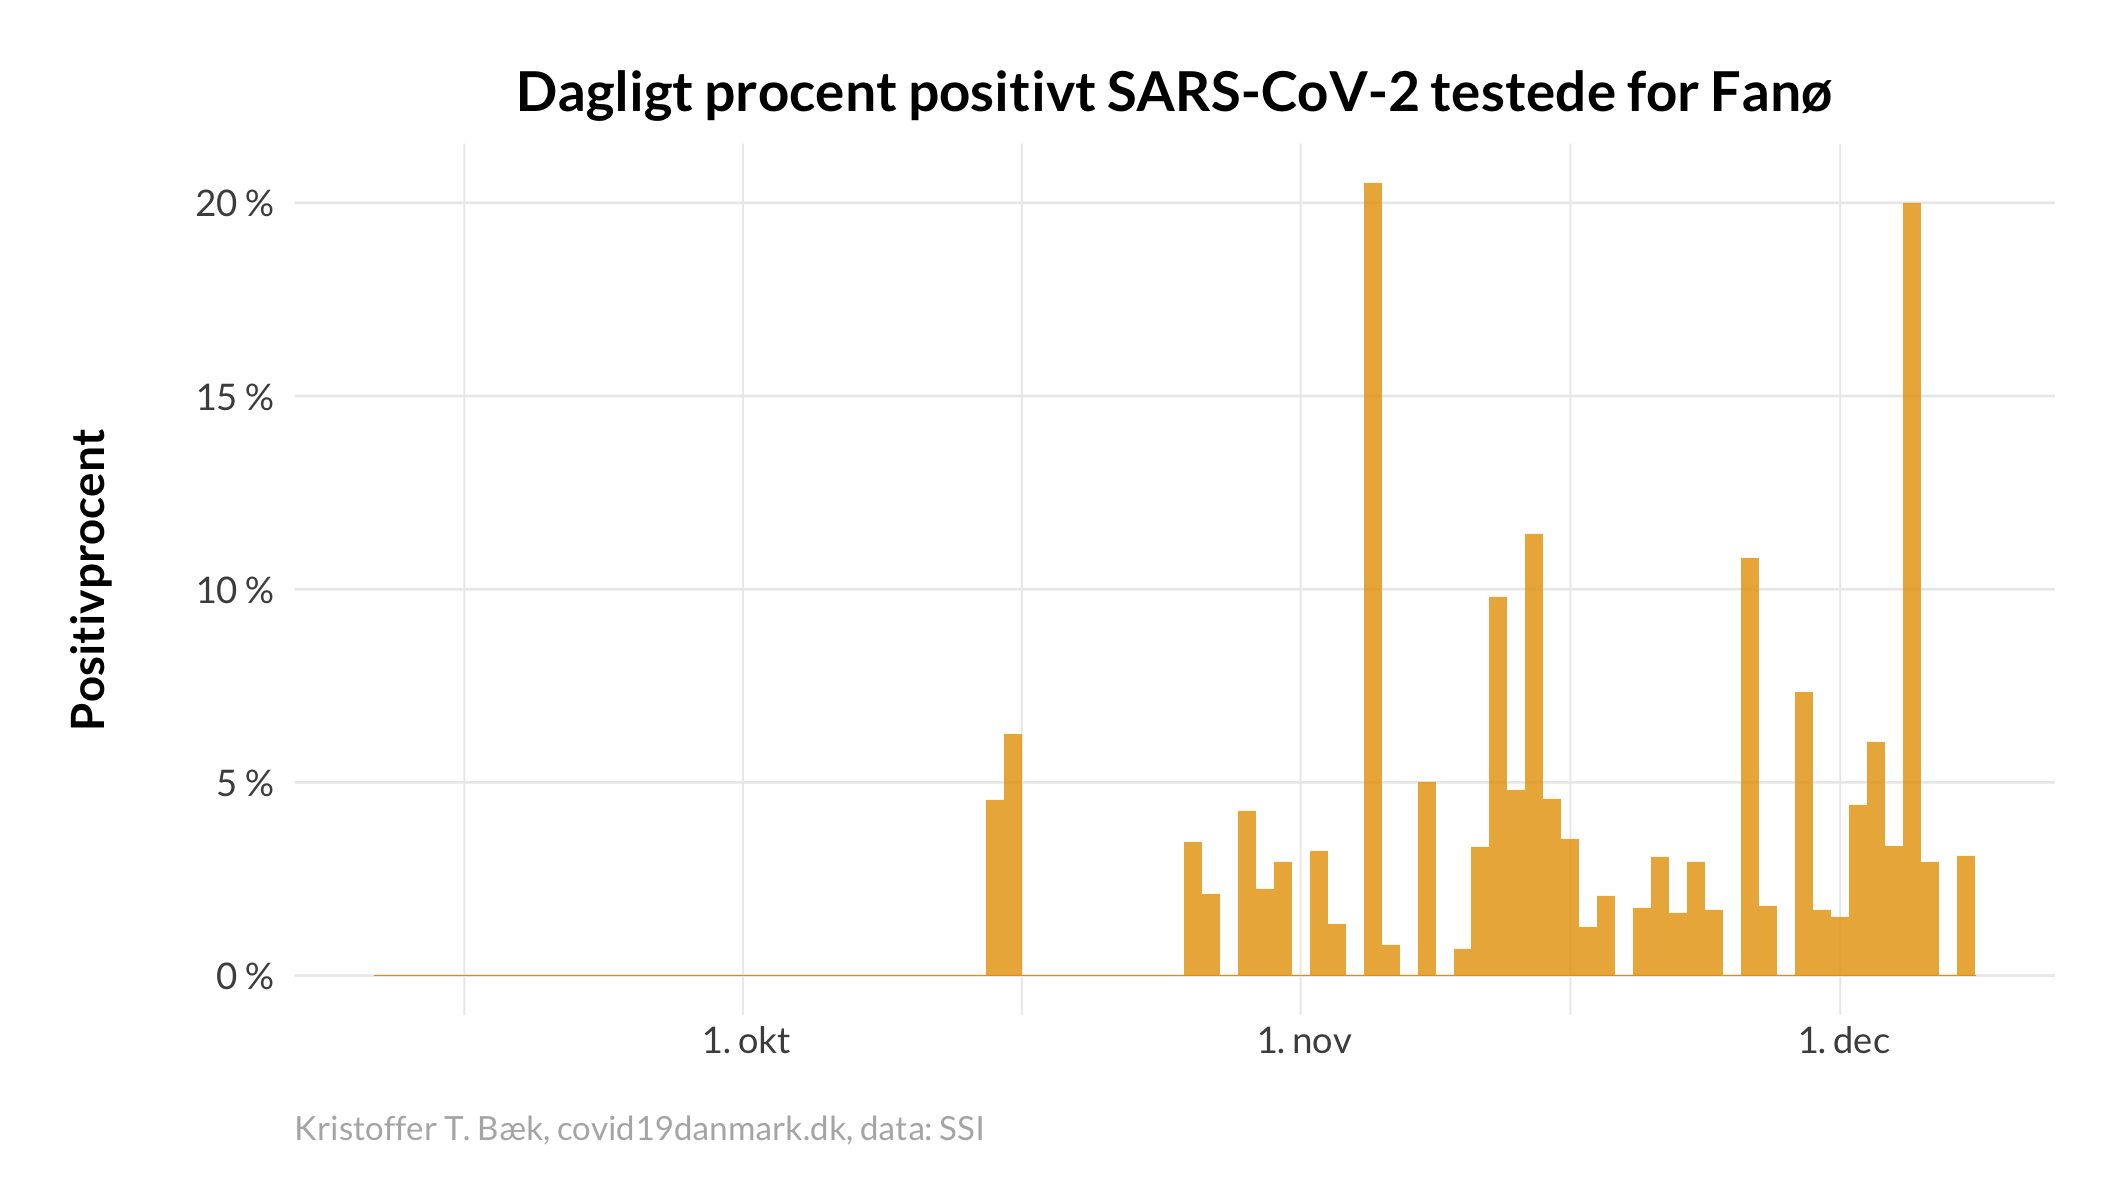 Dagligt procent positivt SARS-CoV-2 testede for Fanø
Positivprocent
20 %
15 %
10 %
5 %
0 %
1. okt
1. nov
1. dec
Kristoffer T. Bæk, covid19danmark.dk, data: SSI